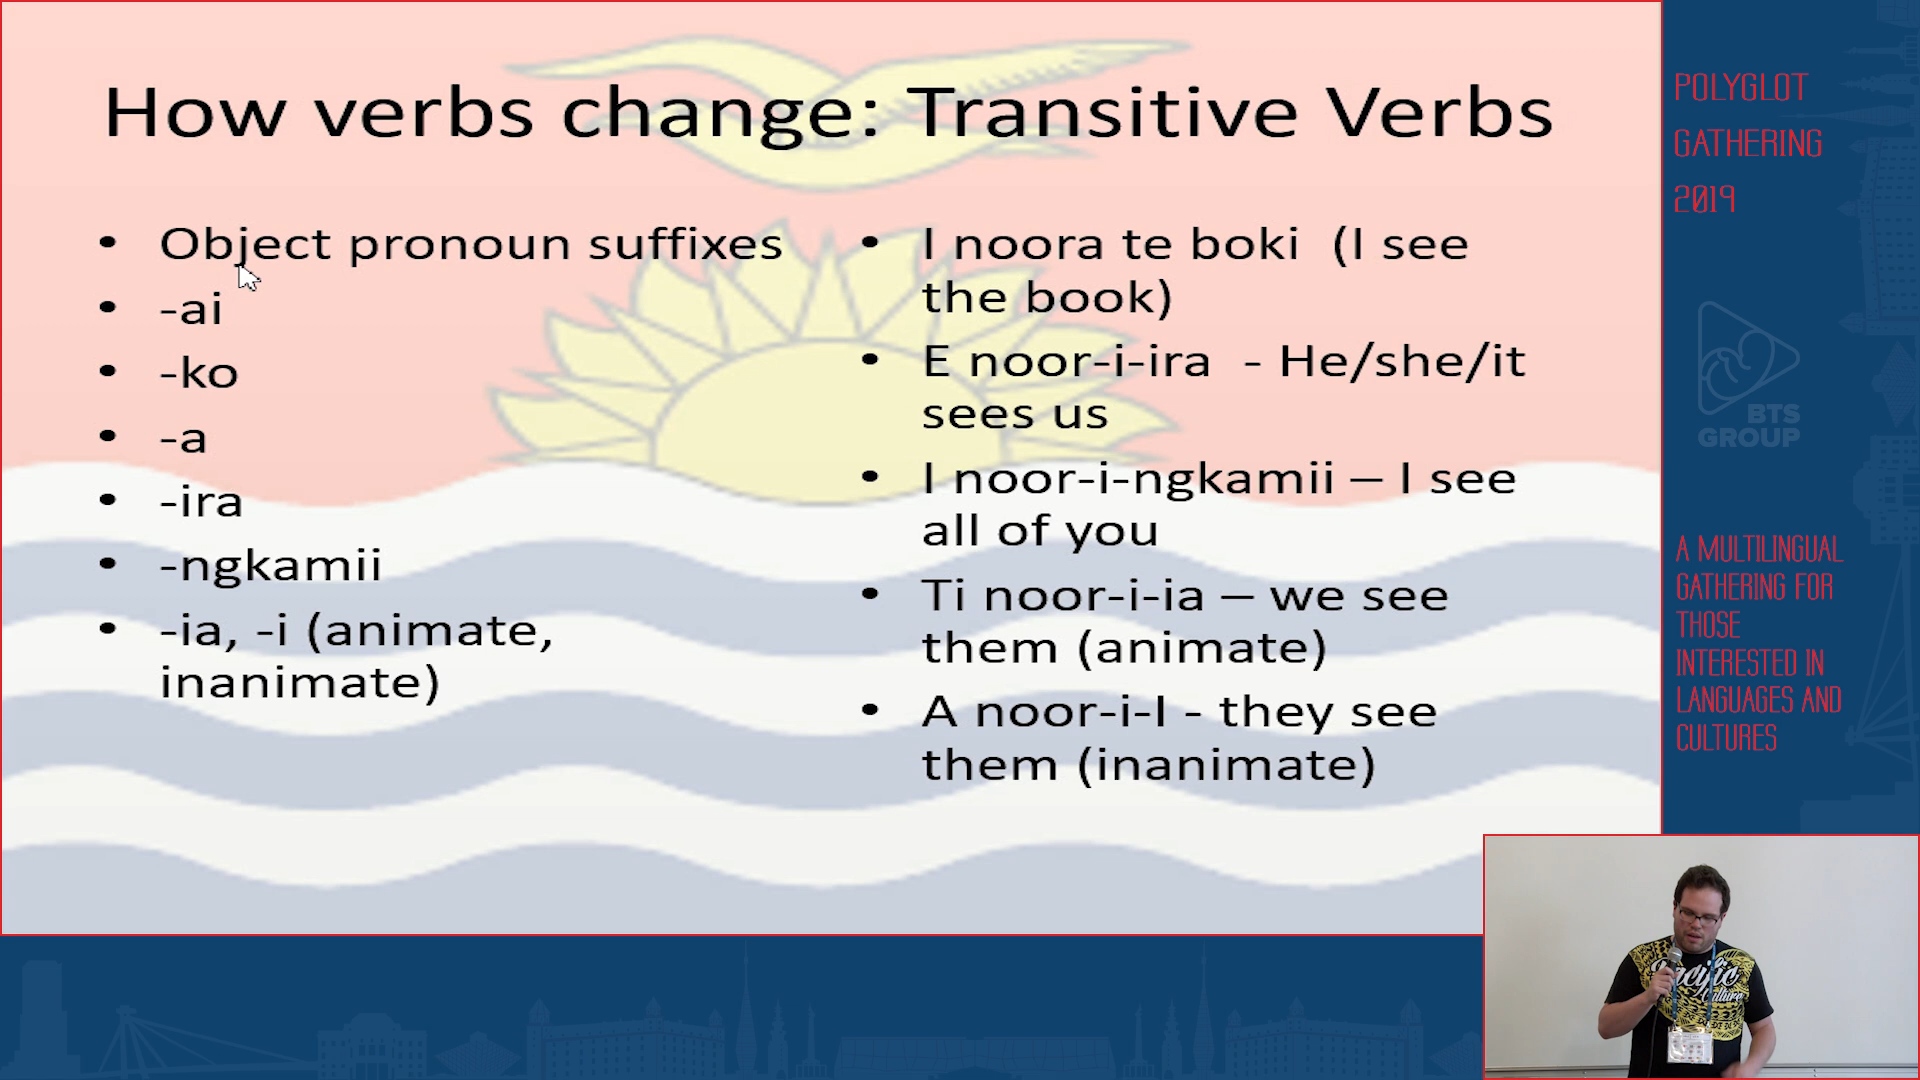 How verbs change: Transitive Verbs
• Object pronoun suffixes
• -ai
• -ko
• -a
• -ira
• -ngkamii
• -ia, -i (animate,
inanimate)
• I noora te boki  (I see
the book)
• E noor-i-ira  - He/she/it
sees us
• I noor-i-ngkamii – I see
all of you
• Ti noor-i-ia – we see
them (animate)
• A noor-i-I - they see
them (inanimate)
POLYGLOT
GATHERING
2019
BTS
GROUP
A MULTILINGUAL
GATHERING FOR
THOSE
INTERESTED IN
LANGUAGES AND
CULTURES
Pacific
Culture